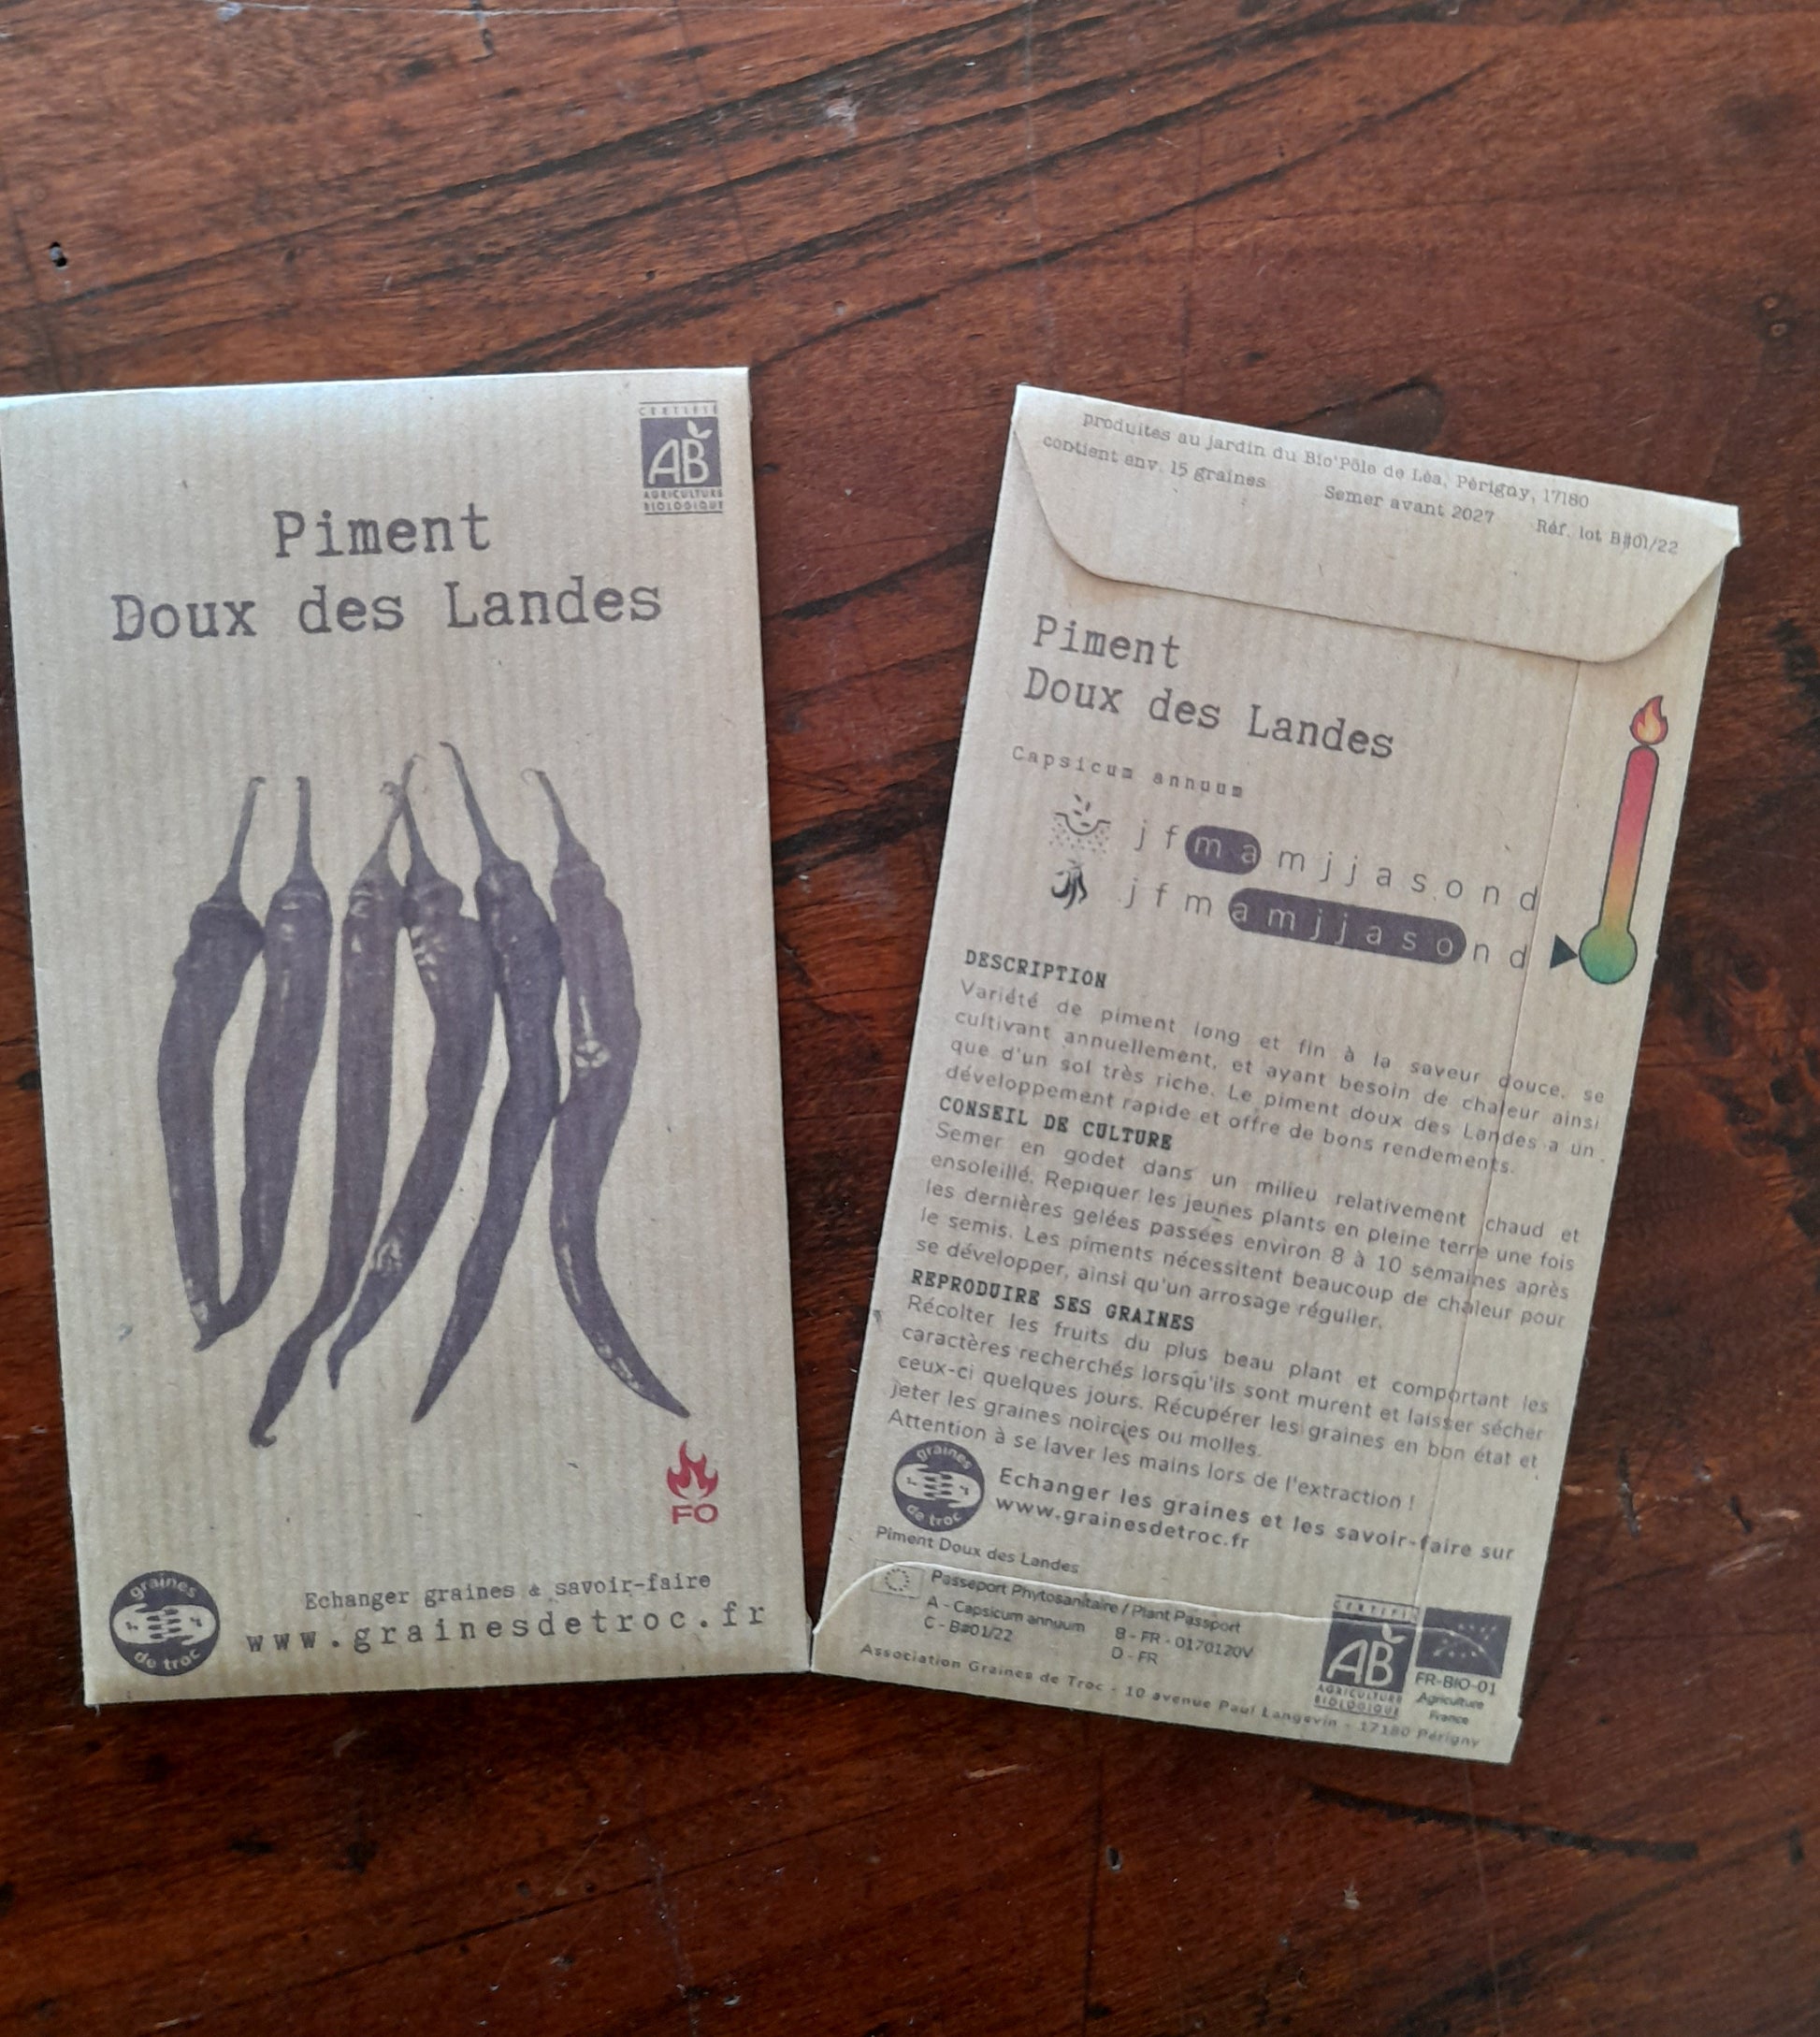 CERTIFIÉ
AB
AGRICULTURE
BIOLOGIQUE
Piment
Doux des Landes
FO
graines
de troc
Echanger graines & savoir-faire
www.grainesdetroc.fr
produites au jardin du Bio'Pôle de Léa, Périgny, 17180
contient env. 15 graines Semer avant 2027 Réf. lot B#01/22
Piment
Doux des Landes
Capsicum annuum
j f m a m j j a s o n d
j f m a m j j a s o n d
DESCRIPTION
Variété de piment long et fin à la saveur douce, se
cultivant annuellement, et ayant besoin de chaleur ainsi
que d'un sol très riche. Le piment doux des Landes a un
développement rapide et offre de bons rendements.
CONSEIL DE CULTURE
Semer en godet dans un milieu relativement chaud et
ensoleillé. Repiquer les jeunes plants en pleine terre une fois
les dernières gelées passées environ 8 à 10 semaines après
le semis. Les piments nécessitent beaucoup de chaleur pour
se développer, ainsi qu'un arrosage régulier.
REPRODUIRE SES GRAINES
Récolter les fruits du plus beau plant et comportant les
caractères recherchés lorsqu'ils sont murent et laisser sécher
ceux-ci quelques jours. Récupérer les graines en bon état et
jeter les graines noircies ou molles.
Attention à se laver les mains lors de l'extraction !
graines
de troc
Echanger les graines et les savoir-faire sur
www.grainesdetroc.fr
Piment Doux des Landes
Passeport Phytosanitaire / Plant Passport
A - Capsicum annuum B - FR - 0170120V
C - B#01/22 D - FR
CERTIFIÉ
AB
AGRICULTURE
BIOLOGIQUE
FR-BIO-01
Agriculture
France
Association Graines de Troc - 10 avenue Paul Langevin - 17180 Périgny